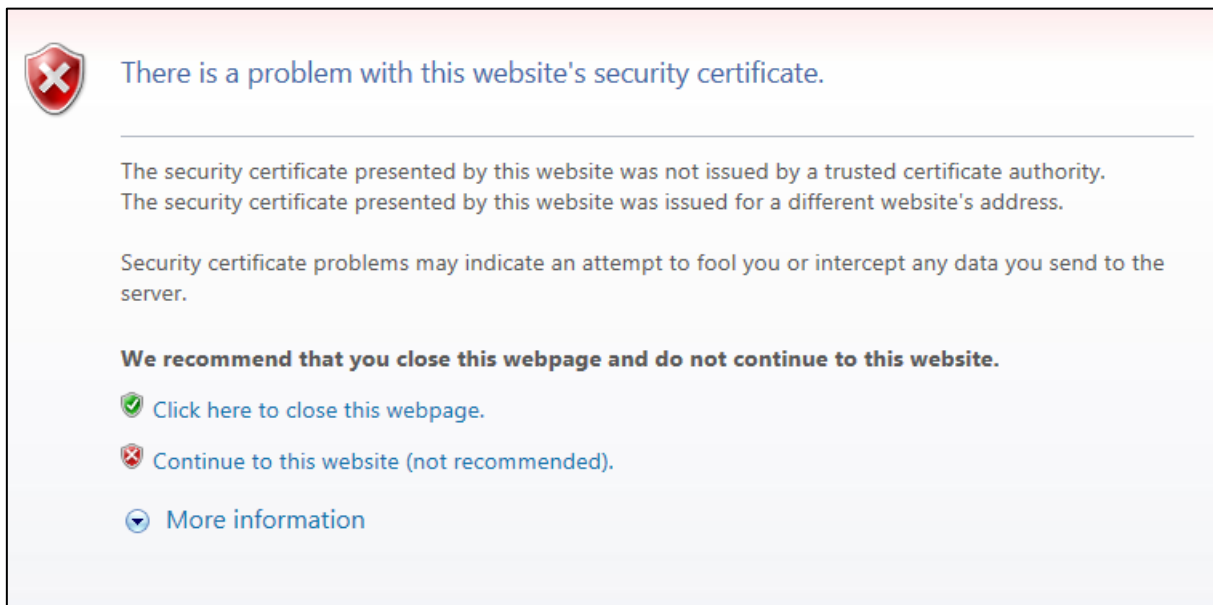 There is a problem with this website's security certificate.
The security certificate presented by this website was not issued by a trusted certificate authority.
The security certificate presented by this website was issued for a different website's address.
Security certificate problems may indicate an attempt to fool you or intercept any data you send to the
server.
We recommend that you close this webpage and do not continue to this website.
Click here to close this webpage.
Continue to this website (not recommended).
More information